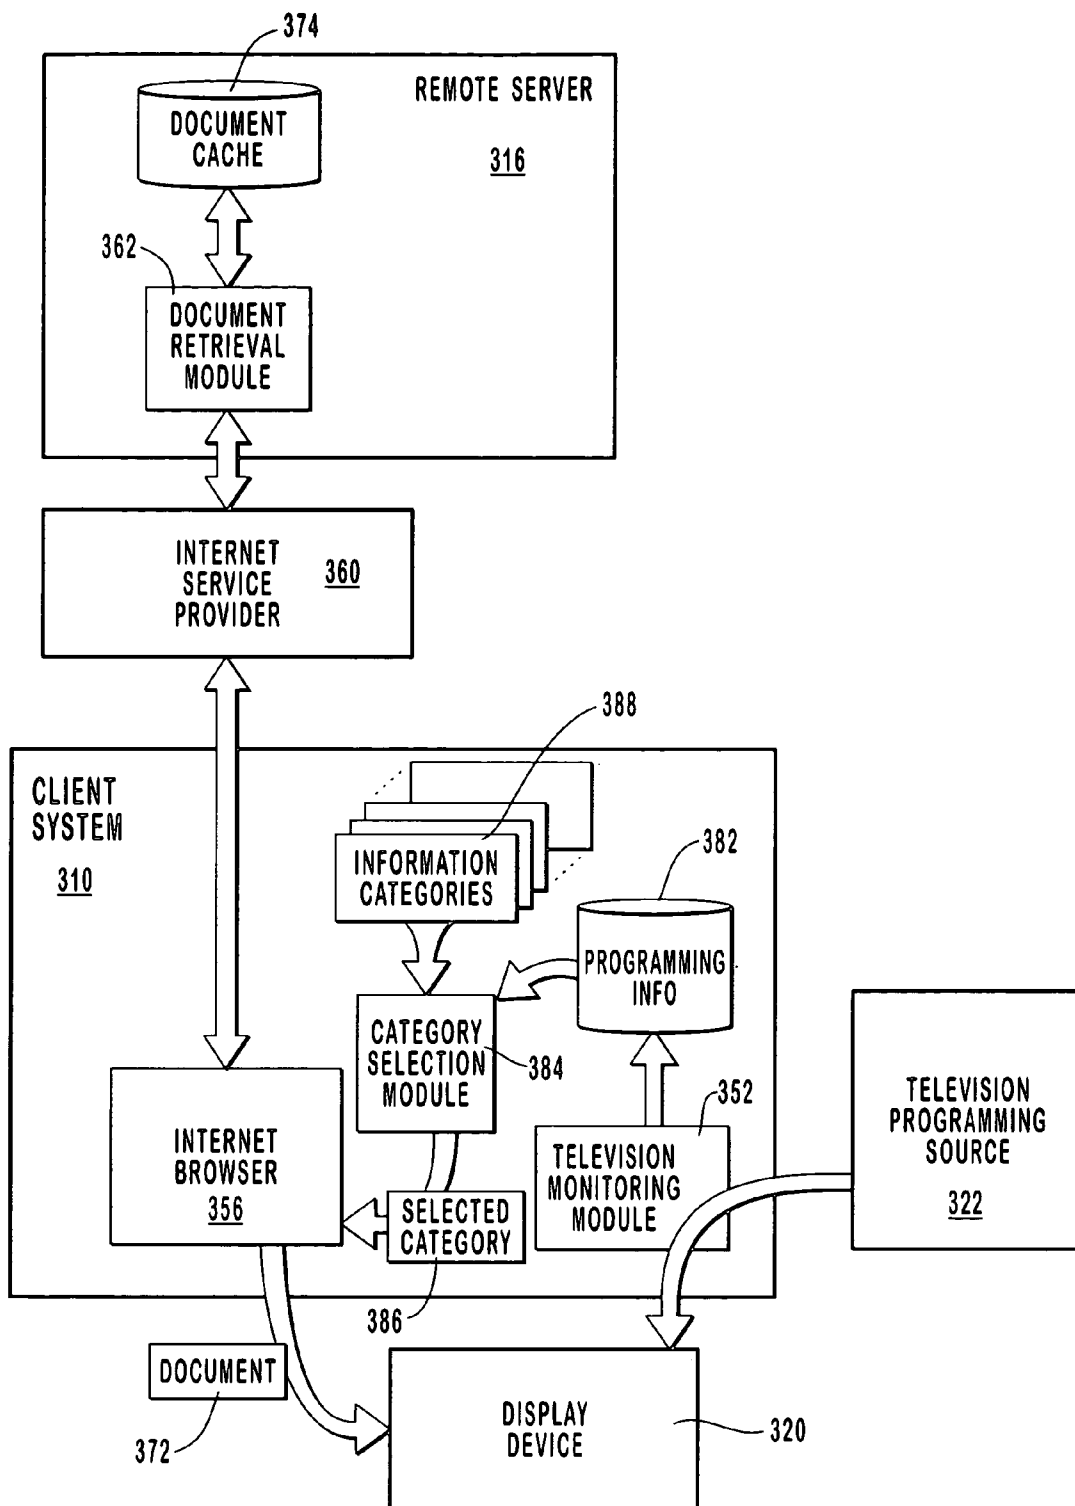 374
REMOTE SERVER
316
DOCUMENT
CACHE
362
DOCUMENT
RETRIEVAL
MODULE
INTERNET
SERVICE
PROVIDER
360
388
CLIENT
SYSTEM
310
INFORMATION
CATEGORIES
382
PROGRAMMING
INFO
CATEGORY
SELECTION
MODULE
384
352
TELEVISION
PROGRAMMING
SOURCE
322
INTERNET
BROWSER
356
TELEVISION
MONITORING
MODULE
SELECTED
CATEGORY
386
DOCUMENT
372
DISPLAY
DEVICE
320